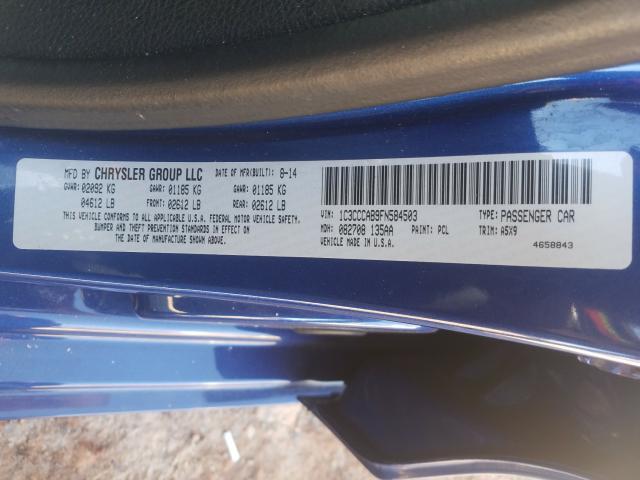 MFD BY CHRYSLER GROUP LLC DATE OF MFR(BUILT): 8-14
GVWR: 02092 KG GAWR: 01185 KG GAWR: 01185 KG
04612 LB FRONT: 02612 LB REAR: 02612 LB
THIS VEHICLE CONFORMS TO ALL APPLICABLE U.S.A. FEDERAL MOTOR VEHICLE SAFETY,
BUMPER AND THEFT PREVENTION STANDARDS IN EFFECT ON
THE DATE OF MANUFACTURE SHOWN ABOVE.
VIN: 1C3CCCAB9FN584503 TYPE: PASSENGER CAR
MDH: 082708 135AA PAINT: PCL TRIM: A5X9
VEHICLE MADE IN U.S.A. 4658843